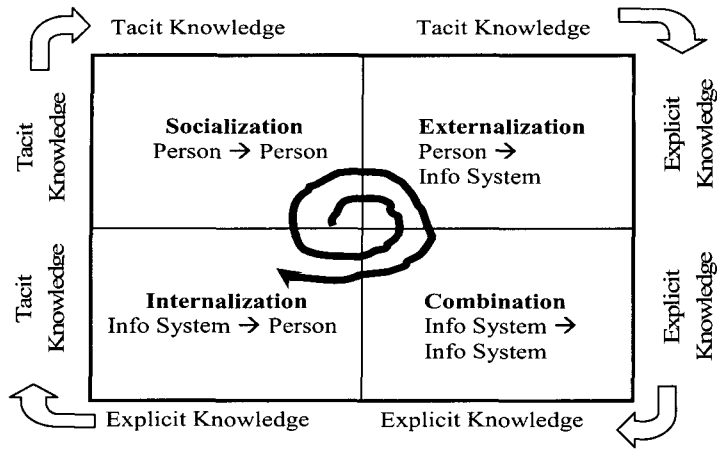 Tacit Knowledge
Tacit Knowledge
Tacit
Knowledge
Socialization
Person → Person
Externalization
Person →
Info System
Explicit
Knowledge
Tacit
Knowledge
Internalization
Info System → Person
Combination
Info System →
Info System
Explicit
Knowledge
Explicit Knowledge
Explicit Knowledge